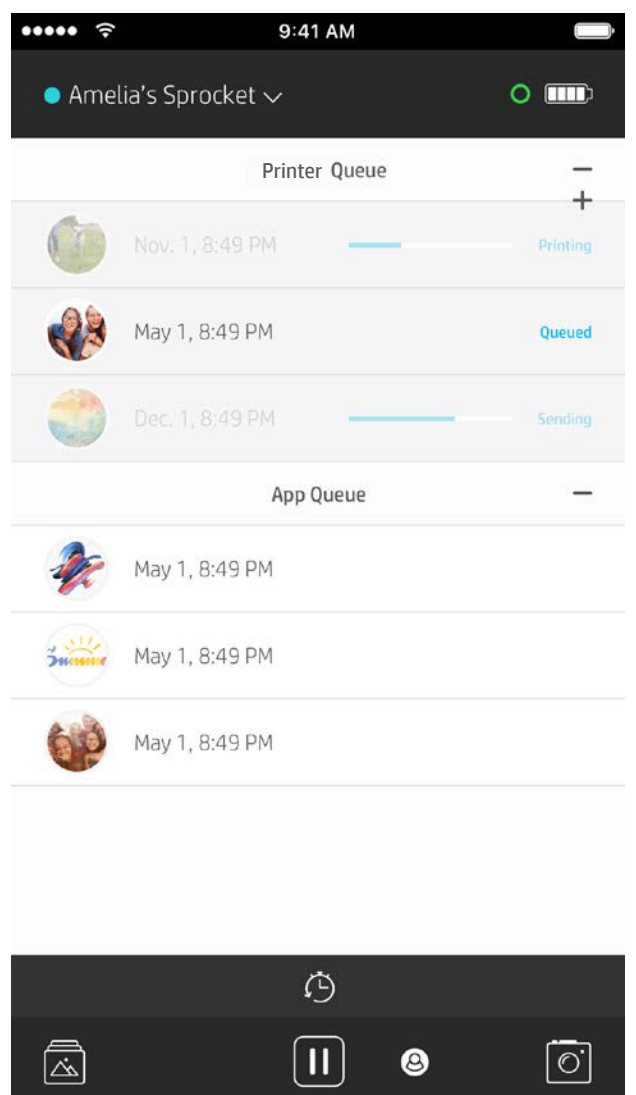 9:41 AM
Amelia's Sprocket
Printer Queue
Nov. 1, 8:49 PM Printing
May 1, 8:49 PM Queued
Dec. 1, 8:49 PM Sending
App Queue
May 1, 8:49 PM
May 1, 8:49 PM
May 1, 8:49 PM